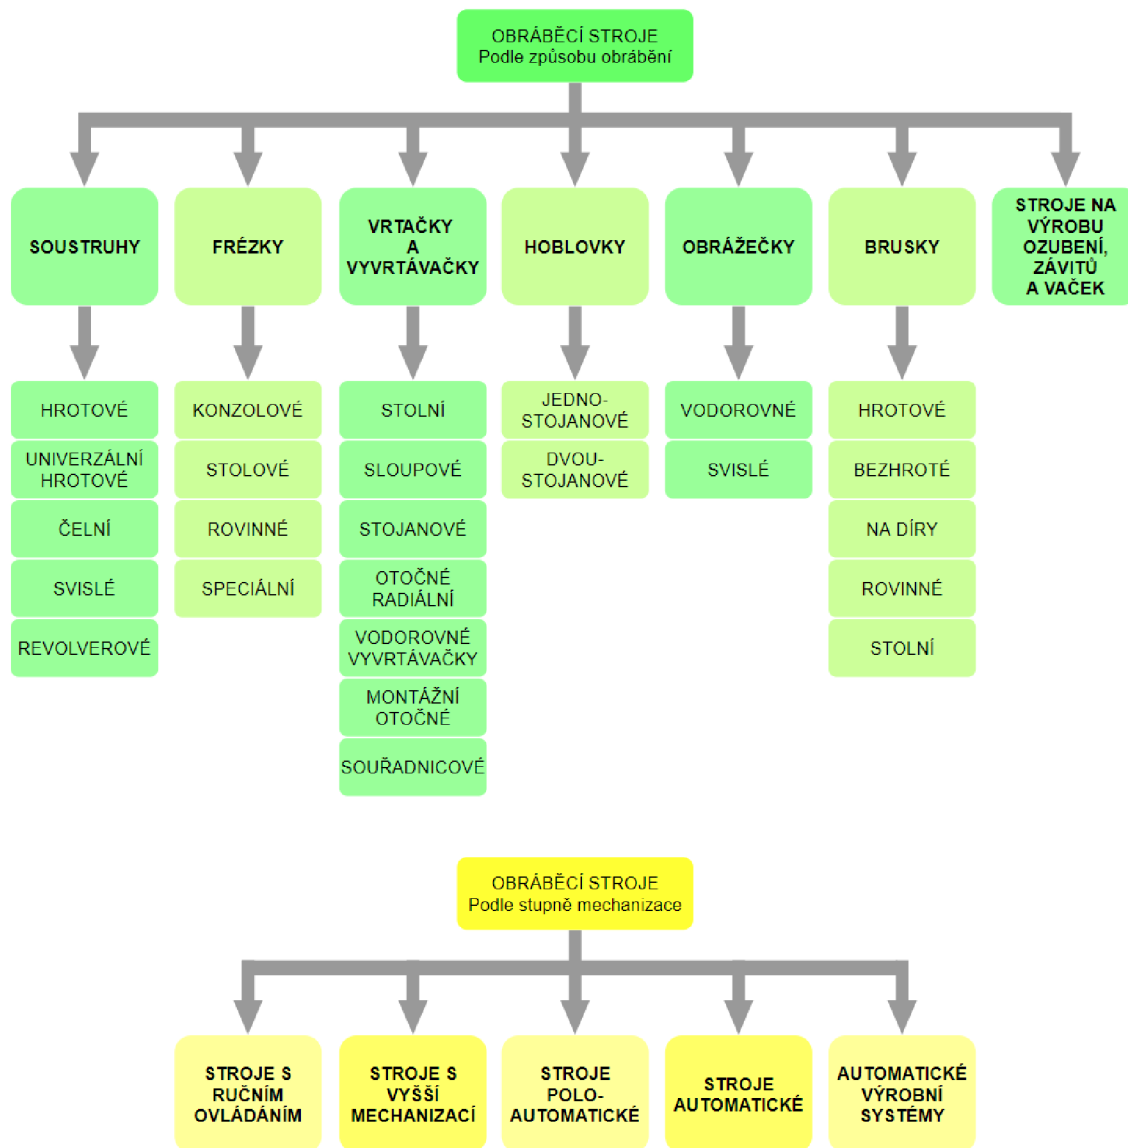 OBRÁBĚCÍ STROJE
Podle způsobu obrábění
SOUSTRUHY
FRÉZKY
VRTAČKY
A
VYVRTÁVAČKY
HOBLOVKY
OBRÁŽEČKY
BRUSKY
STROJE NA
VÝROBU
OZUBENÍ,
ZÁVITŮ
A VAČEK
HROTOVÉ
UNIVERZÁLNÍ
HROTOVÉ
ČELNÍ
SVISLÉ
REVOLVEROVÉ
KONZOLOVÉ
STOLOVÉ
ROVINNÉ
SPECIÁLNÍ
STOLNÍ
SLOUPOVÉ
STOJANOVÉ
OTOČNÉ
RADIÁLNÍ
VODOROVNÉ
VYVRTÁVAČKY
MONTÁŽNÍ
OTOČNÉ
SOUŘADNICOVÉ
JEDNO-
STOJANOVÉ
DVOU-
STOJANOVÉ
VODOROVNÉ
SVISLÉ
HROTOVÉ
BEZHROTÉ
NA DÍRY
ROVINNÉ
STOLNÍ
OBRÁBĚCÍ STROJE
Podle stupně mechanizace
STROJE S
RUČNÍM
OVLÁDÁNÍM
STROJE S
VYŠŠÍ
MECHANIZACÍ
STROJE
POLO-
AUTOMATICKÉ
STROJE
AUTOMATICKÉ
AUTOMATICKÉ
VÝROBNÍ
SYSTÉMY